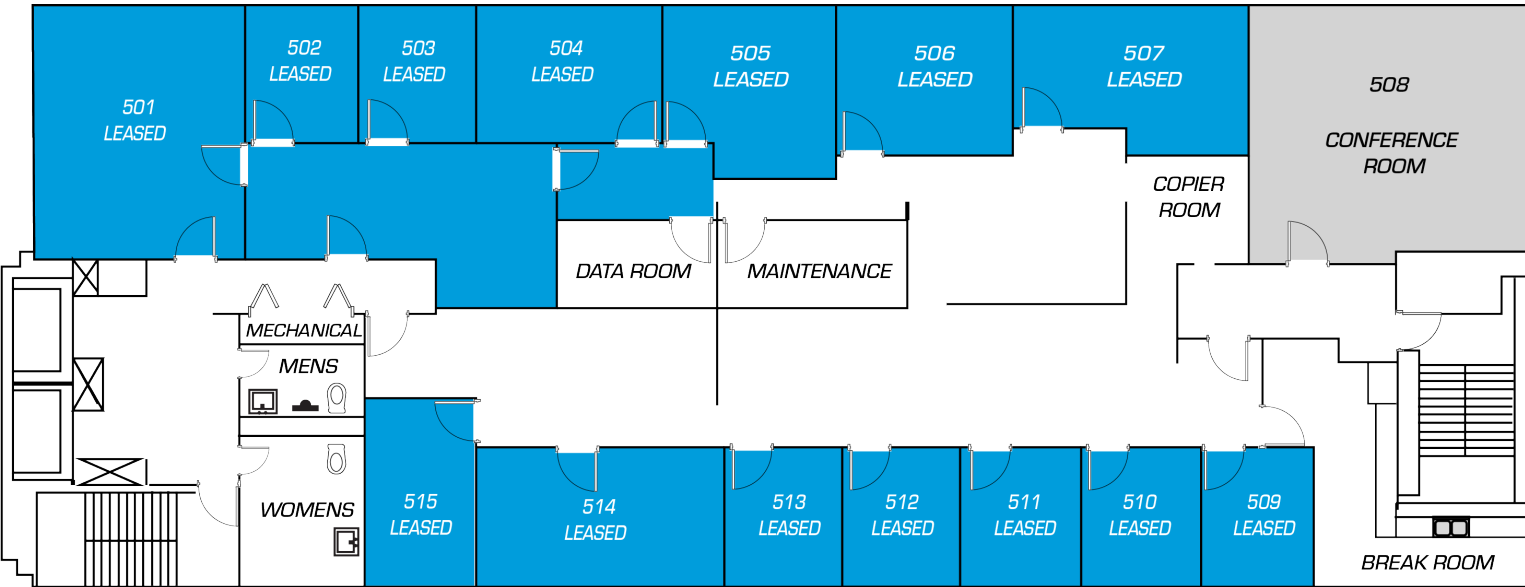 501
LEASED
502
LEASED
503
LEASED
504
LEASED
505
LEASED
506
LEASED
507
LEASED
508
CONFERENCE
ROOM
COPIER
ROOM
DATA ROOM
MAINTENANCE
MECHANICAL
MENS
WOMENS
515
LEASED
514
LEASED
513
LEASED
512
LEASED
511
LEASED
510
LEASED
509
LEASED
BREAK ROOM